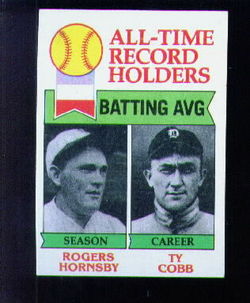 ALL-TIME
RECORD
HOLDERS
BATTING AVG
SEASON
CAREER
ROGERS
HORNSBY
TY
COBB